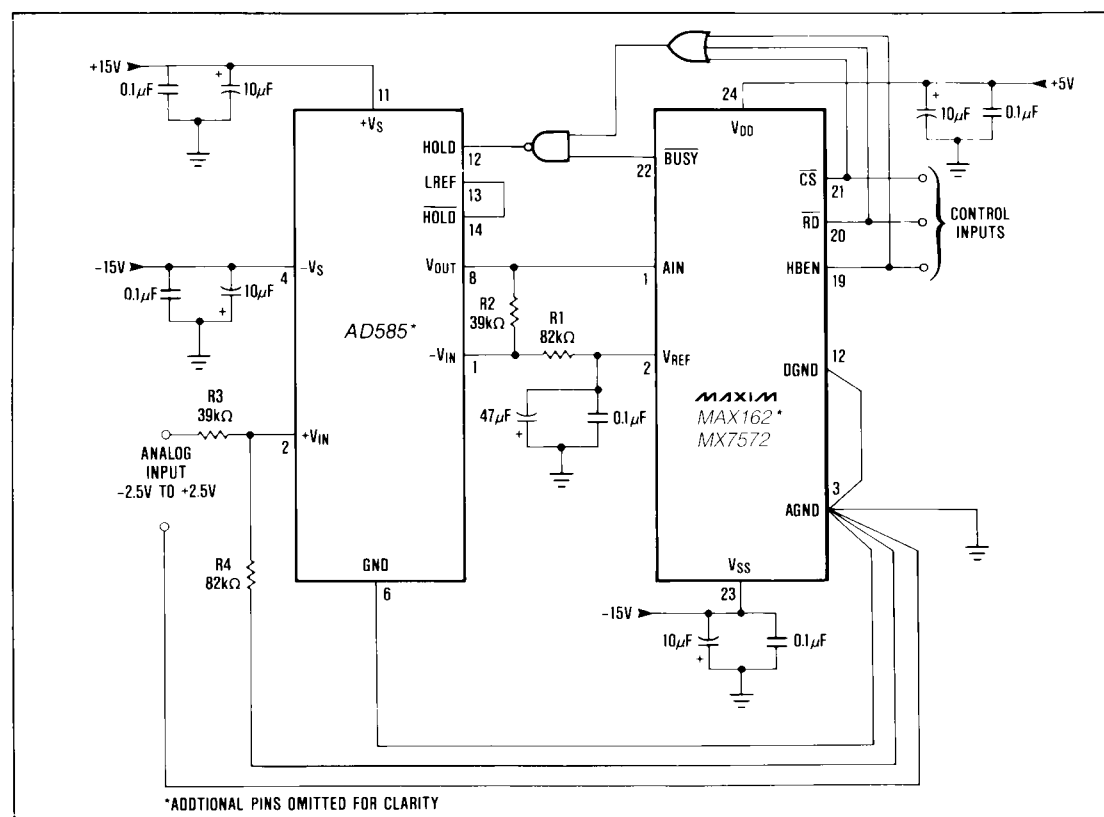 +15V
0.1µF
+
10µF
11
+VS
HOLD
12
LREF
13
HOLD
14
-15V
4
-VS
0.1µF
10µF
+
AD585*
VOUT
8
R2
39kΩ
-VIN
1
R1
82kΩ
47µF
+
0.1µF
R3
39kΩ
2
+VIN
ANALOG
INPUT
-2.5V TO +2.5V
R4
82kΩ
GND
6
24
VDD
+
10µF
0.1µF
+5V
22
BUSY
CS
21
RD
20
HBEN
19
CONTROL
INPUTS
1
AIN
2
VREF
MAXIM
MAX162*
MX7572
12
DGND
3
AGND
VSS
23
-15V
10µF
+
0.1µF
*ADDTIONAL PINS OMITTED FOR CLARITY